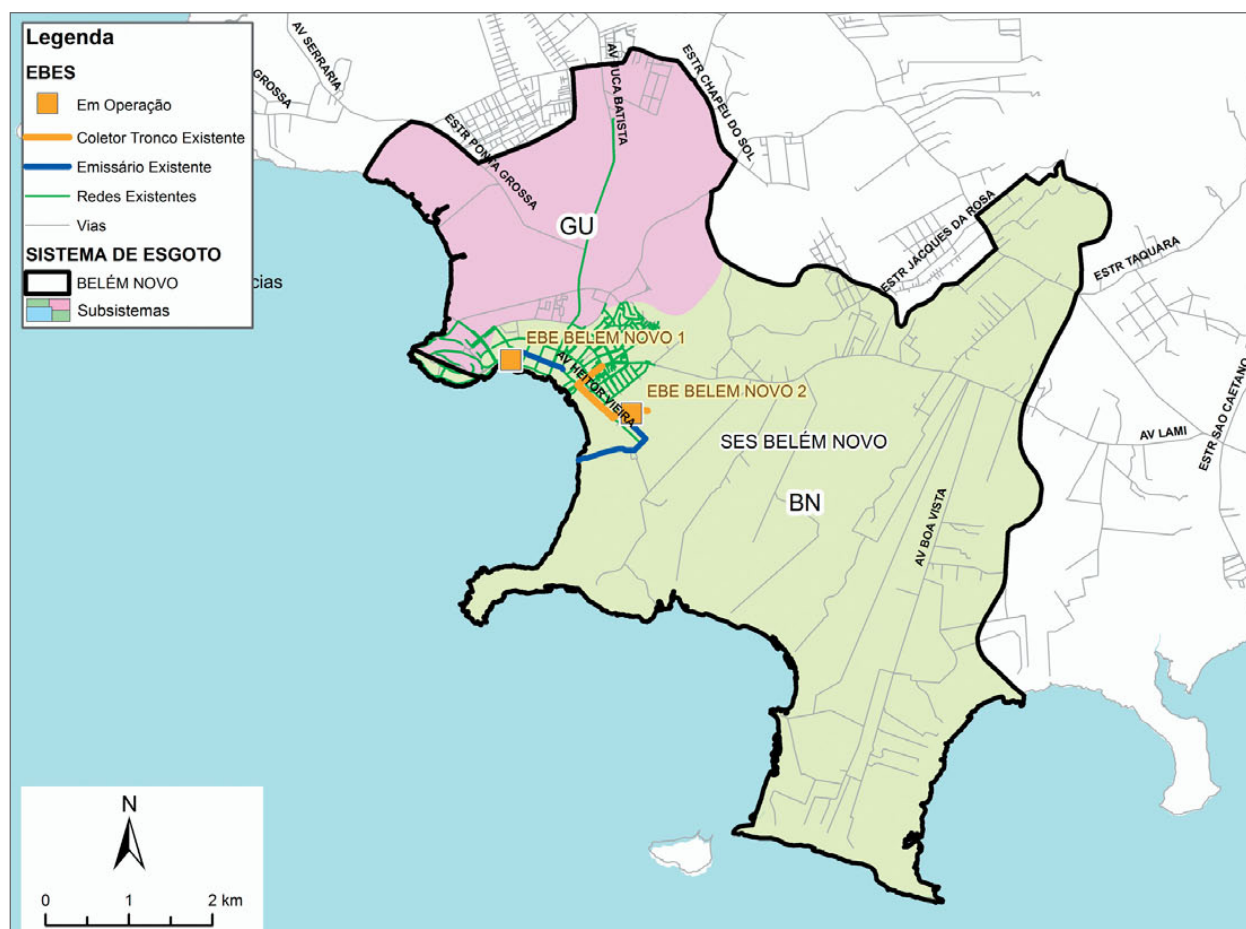 Legenda
EBES
Em Operação
Coletor Tronco Existente
Emissário Existente
Redes Existentes
Vias
SISTEMA DE ESGOTO
BELÉM NOVO
Subsistemas
cias
GROSSA
AV SERRARIA
ESTR PONTA GROSSA
AV JUCA BATISTA
ESTR CHAPEU DO SOL
GU
ESTR JACQUES DA ROSA
ESTR TAQUARA
EBE BELEM NOVO 1
AV HEITOR VIEIRA
EBE BELEM NOVO 2
SES BELÉM NOVO
BN
AV LAMI
ESTR SAO CAETANO
AV BOA VISTA
N
0 1 2 km